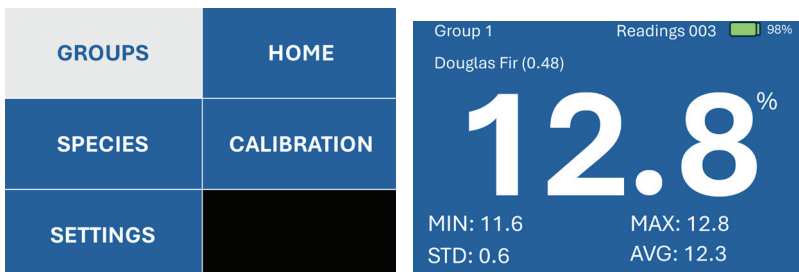 GROUPS
HOME
SPECIES
CALIBRATION
SETTINGS
Group 1
Readings 003
98%
Douglas Fir (0.48)
12.8%
MIN: 11.6
MAX: 12.8
STD: 0.6
AVG: 12.3